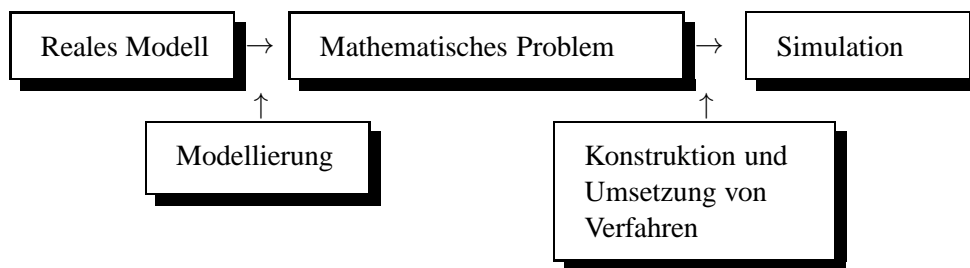 Reales Modell → Mathematisches Problem → Simulation
↑ ↑
Modellierung
Konstruktion und
Umsetzung von
Verfahren